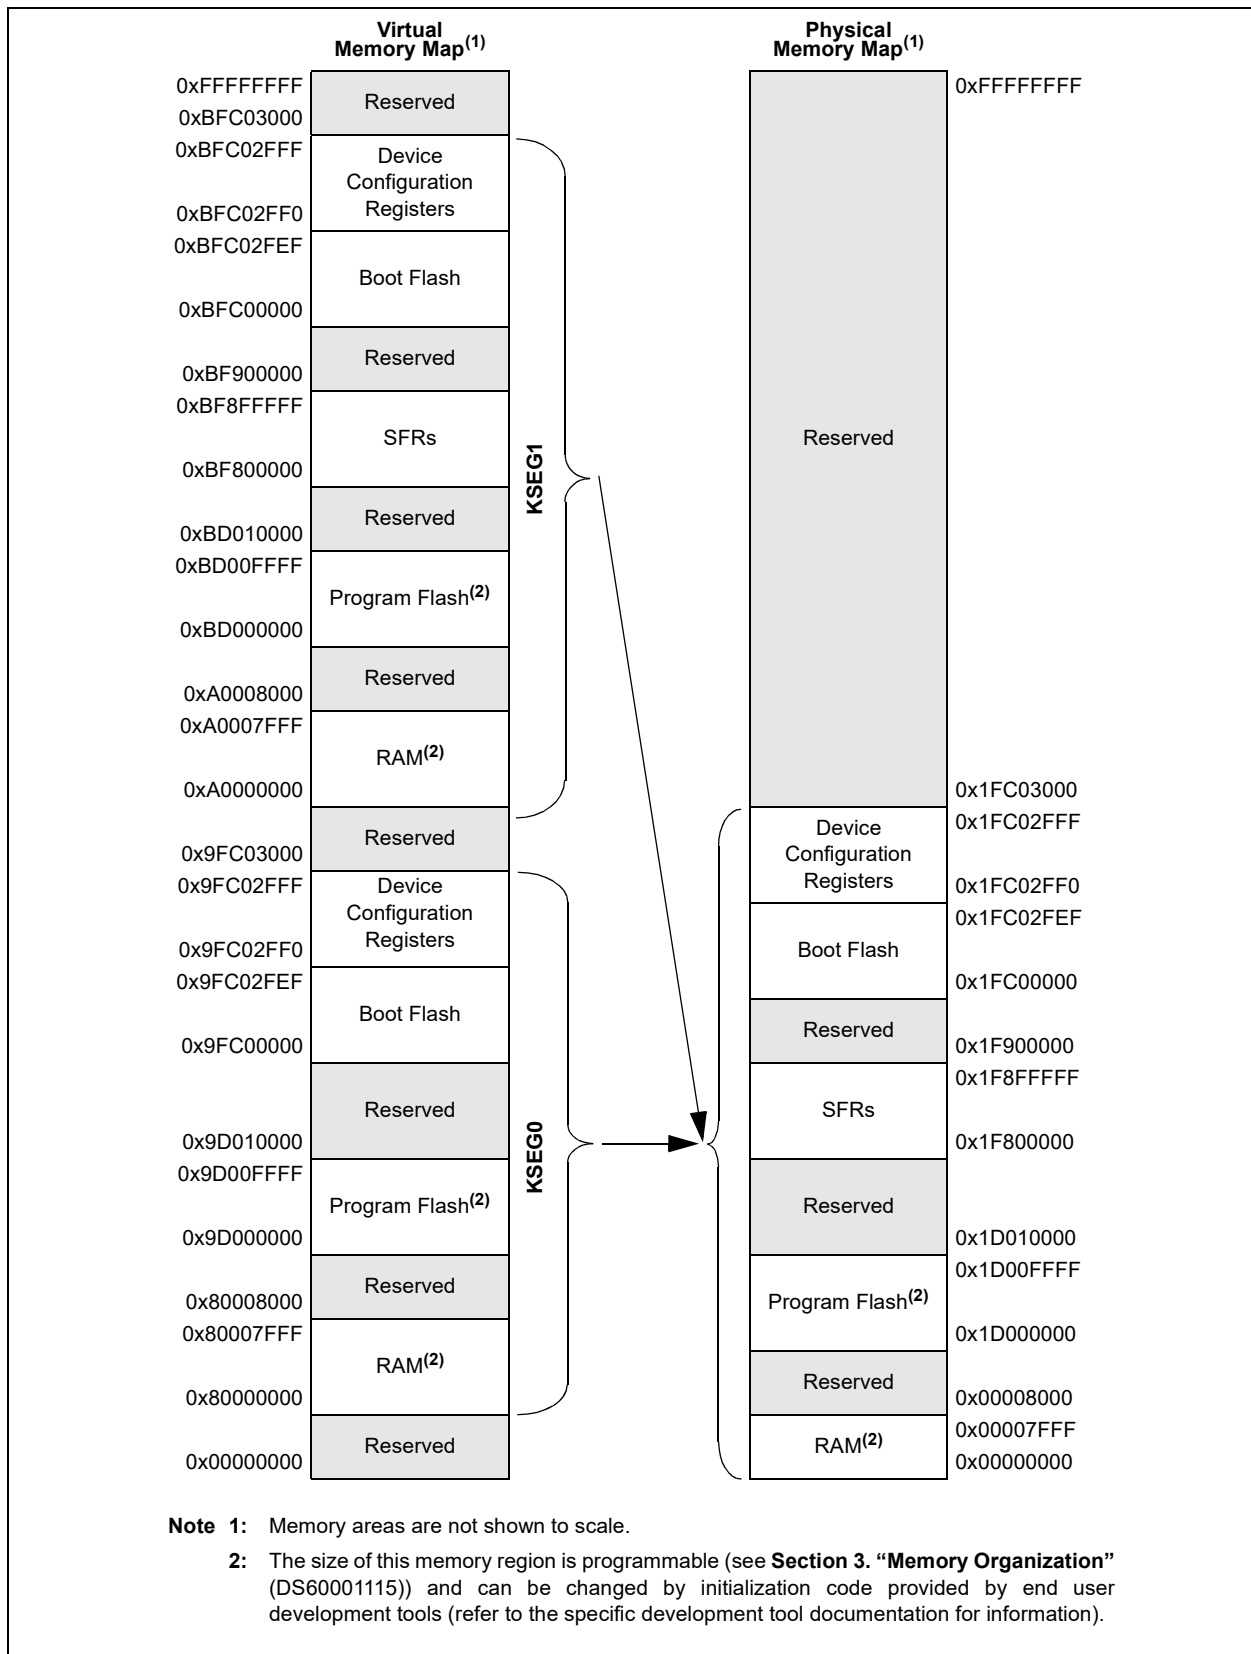 Virtual
Memory Map(1)
0xFFFFFFFF
Reserved
0xBFC03000
0xBFC02FFF
Device
Configuration
Registers
0xBFC02FF0
0xBFC02FEF
Boot Flash
0xBFC00000
Reserved
0xBF900000
0xBF8FFFFF
SFRs
0xBF800000
Reserved
0xBD010000
0xBD00FFFF
Program Flash(2)
0xBD000000
Reserved
0xA0008000
0xA0007FFF
RAM(2)
0xA0000000
Reserved
0x9FC03000
0x9FC02FFF
Device
Configuration
Registers
0x9FC02FF0
0x9FC02FEF
Boot Flash
0x9FC00000
Reserved
0x9D010000
0x9D00FFFF
Program Flash(2)
0x9D000000
Reserved
0x80008000
0x80007FFF
RAM(2)
0x80000000
Reserved
0x00000000
KSEG1
KSEG0
Physical
Memory Map(1)
0xFFFFFFFF
Reserved
0x1FC03000
0x1FC02FFF
Device
Configuration
Registers
0x1FC02FF0
0x1FC02FEF
Boot Flash
0x1FC00000
Reserved
0x1F900000
0x1F8FFFFF
SFRs
0x1F800000
Reserved
0x1D010000
0x1D00FFFF
Program Flash(2)
0x1D000000
Reserved
0x00008000
0x00007FFF
RAM(2)
0x00000000
Note 1: Memory areas are not shown to scale.
2: The size of this memory region is programmable (see Section 3. “Memory Organization”
(DS60001115)) and can be changed by initialization code provided by end user
development tools (refer to the specific development tool documentation for information).